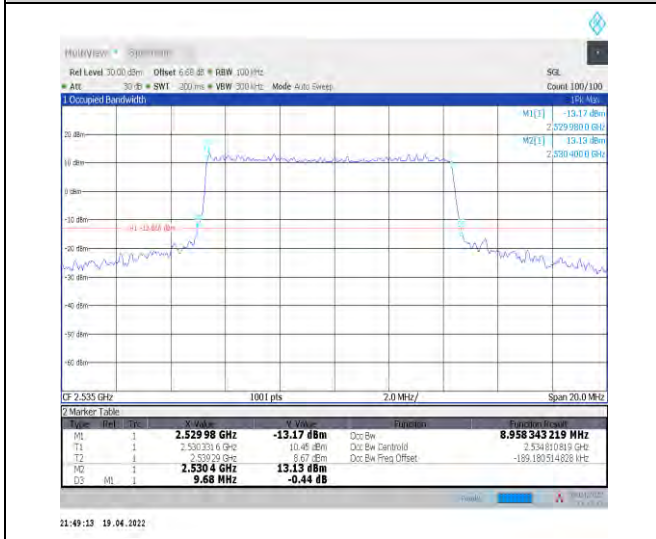 MultiView Spectrum
Ref Level 30.00 dBm Offset 6.68 dB RBW 100 kHz SGL
Att 30 dB SWT 200 ms VBW 300 kHz Mode Auto Sweep Count 100/100
1 Occupied Bandwidth 1Pk Max
M1[1] -13.17 dBm
2.529 980 0 GHz
M2[1] 13.13 dBm
2.530 400 0 GHz
20 dBm
10 dBm
0 dBm
-10 dBm
-20 dBm
-30 dBm
-40 dBm
-50 dBm
-60 dBm
CF 2.535 GHz 1001 pts 2.0 MHz/ Span 20.0 MHz
2 Marker Table
Type Ref Trc X-Value Y-Value Function Function Result
M1 1 2.529 98 GHz -13.17 dBm Occ Bw 8.958 343 219 MHz
T1 1 2.530 331 6 GHz 10.45 dBm Occ Bw Centroid 2.534 810 819 GHz
T2 1 2.539 29 GHz 8.67 dBm Occ Bw Freq Offset -189.180 514 828 kHz
M2 1 2.530 4 GHz 13.13 dBm
D3 M1 1 9.68 MHz -0.44 dB
21:49:13 19.04.2022